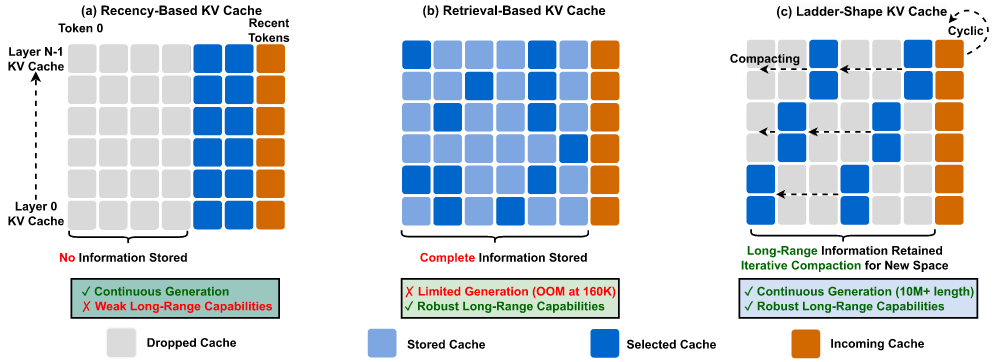 (a) Recency-Based KV Cache
Token 0
Recent
Tokens
Layer N-1
KV Cache
Layer 0
KV Cache
No Information Stored
✓ Continuous Generation
✗ Weak Long-Range Capabilities
(b) Retrieval-Based KV Cache
Complete Information Stored
✗ Limited Generation (OOM at 160K)
✓ Robust Long-Range Capabilities
(c) Ladder-Shape KV Cache
Cyclic
Compacting
Long-Range Information Retained
Iterative Compaction for New Space
✓ Continuous Generation (10M+ length)
✓ Robust Long-Range Capabilities
Dropped Cache
Stored Cache
Selected Cache
Incoming Cache